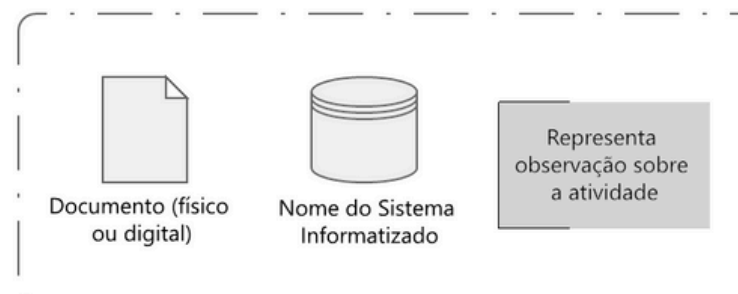 Documento (físico
ou digital)
Nome do Sistema
Informatizado
Representa
observação sobre
a atividade